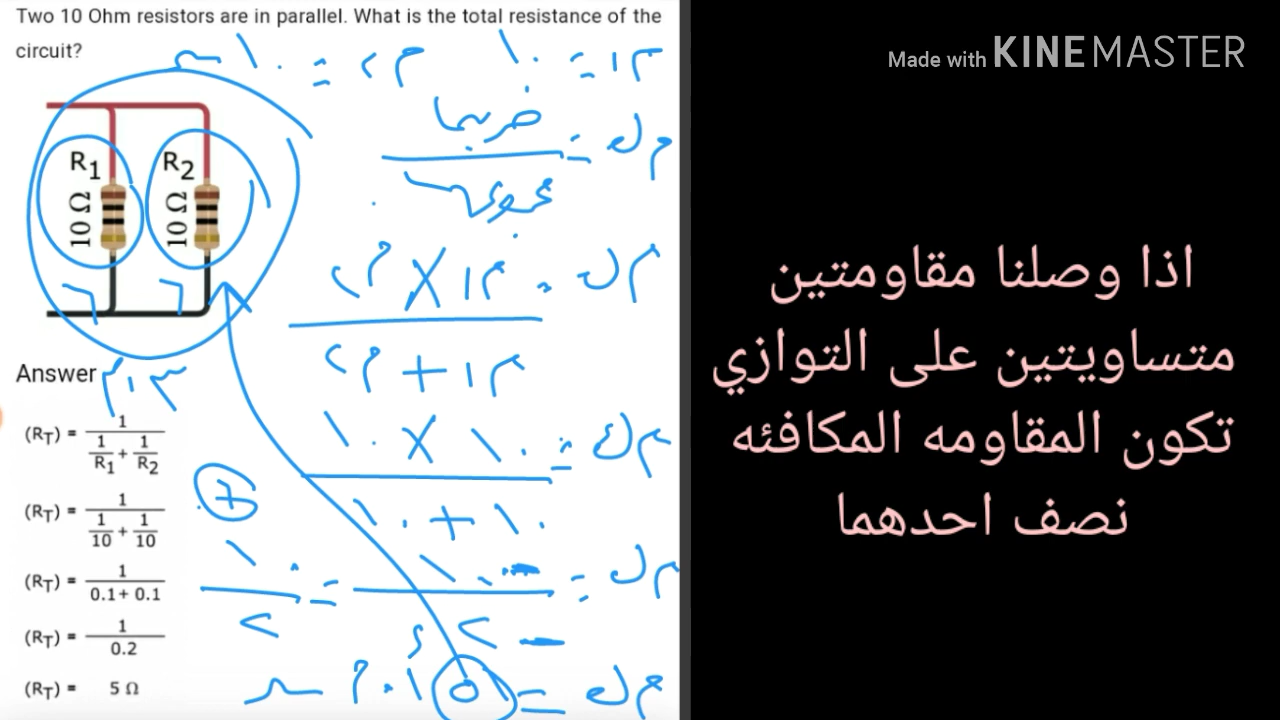 Two 10 Ohm resistors are in parallel. What is the total resistance of the
circuit?
R1
10 Ω
R2
10 Ω
Answer
(RT) = 1 / (1/R1 + 1/R2)
(RT) = 1 / (1/10 + 1/10)
(RT) = 1 / (0.1 + 0.1)
(RT) = 1 / 0.2
(RT) = 5 Ω
م١ = ١٠
م٢ = ١٠
م ك = ضربهما
م ك = م١ × م٢
م١ + م٢
م ك = ١٠ × ١٠
١٠ + ١٠
Made with KINEMASTER
اذا وصلنا مقاومتين
متساويتين على التوازي
تكون المقاومه المكافئه
نصف احدهما